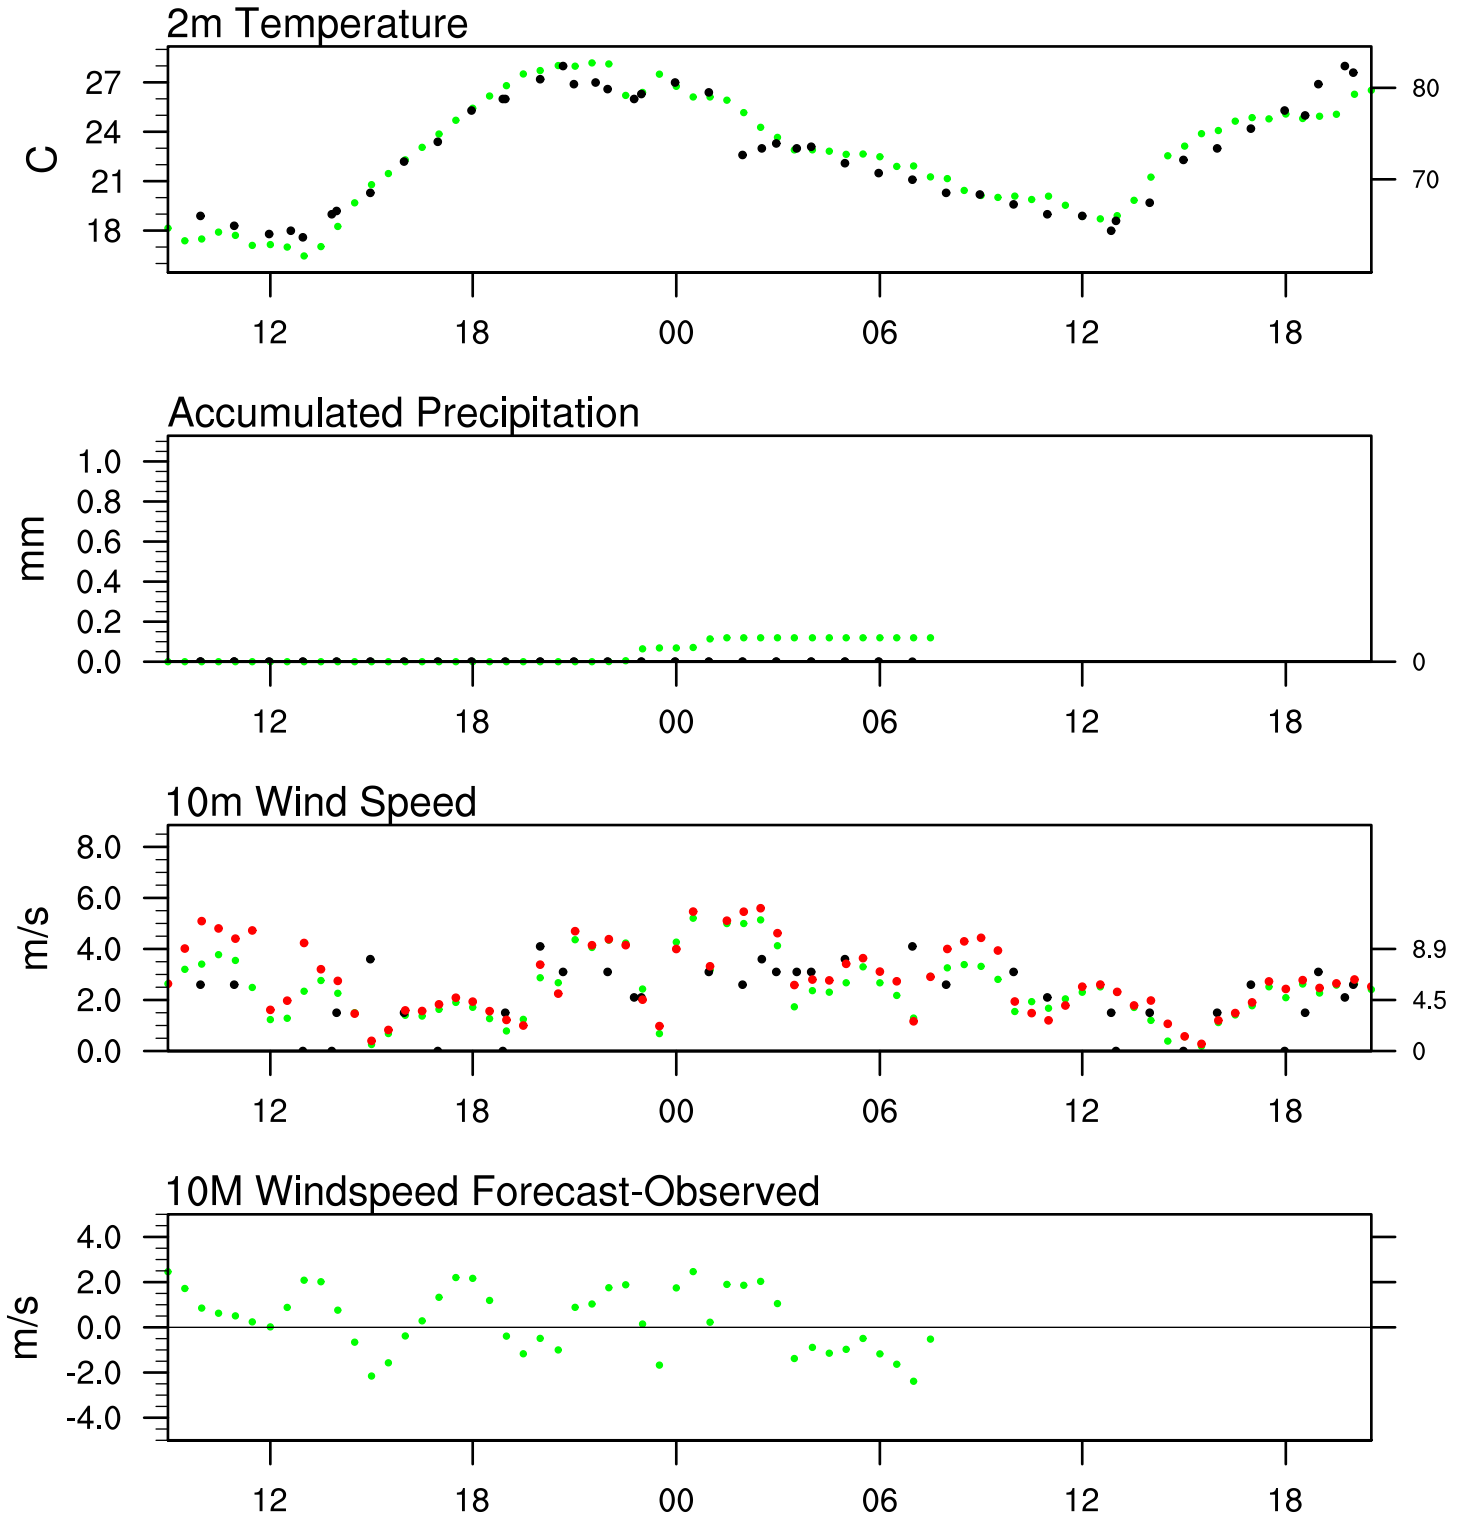 2m Temperature
27
24
21
18
C
80
70
12 18 00 06 12 18
Accumulated Precipitation
1.0
0.8
0.6
0.4
0.2
0.0
mm
0
12 18 00 06 12 18
10m Wind Speed
8.0
6.0
4.0
2.0
0.0
m/s
8.9
4.5
0
12 18 00 06 12 18
10M Windspeed Forecast-Observed
4.0
2.0
0.0
-2.0
-4.0
m/s
12 18 00 06 12 18